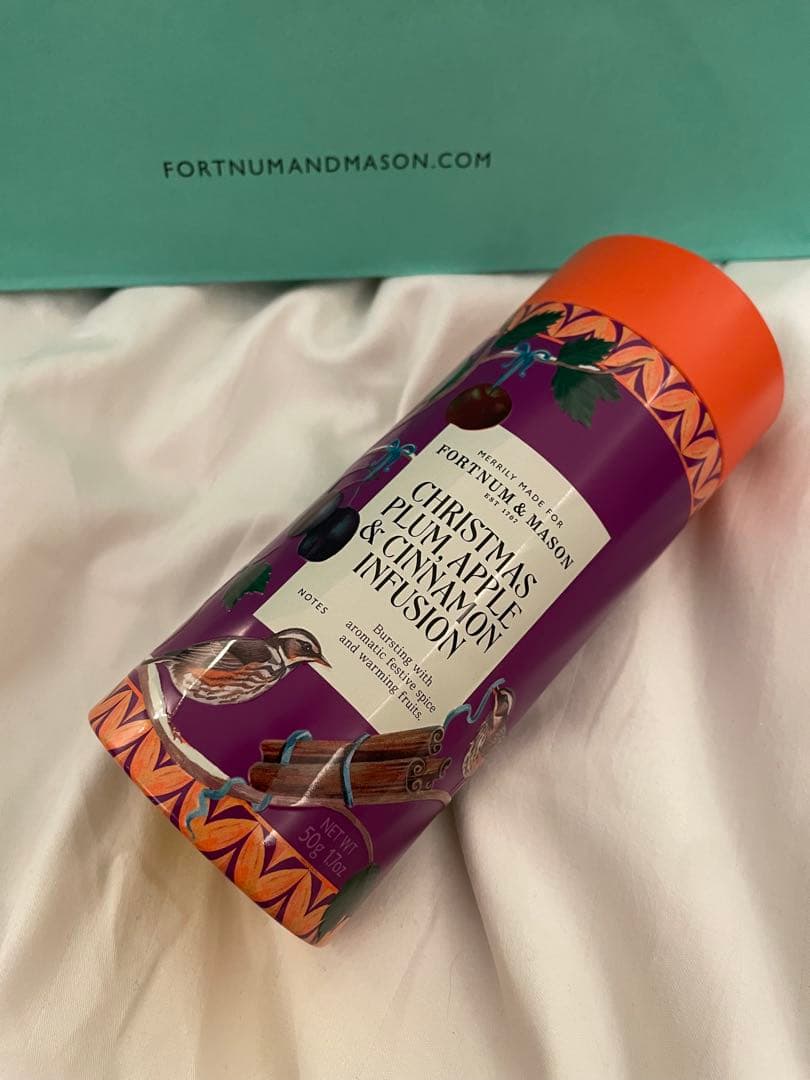 FORTNUMANDMASON.COM
MERRILY MADE FOR
FORTNUM & MASON
EST 1707
CHRISTMAS
PLUM, APPLE
& CINNAMON
INFUSION
NOTES
Bursting with
aromatic festive spice
and warming fruits.
NET WT
50g 1.7oz